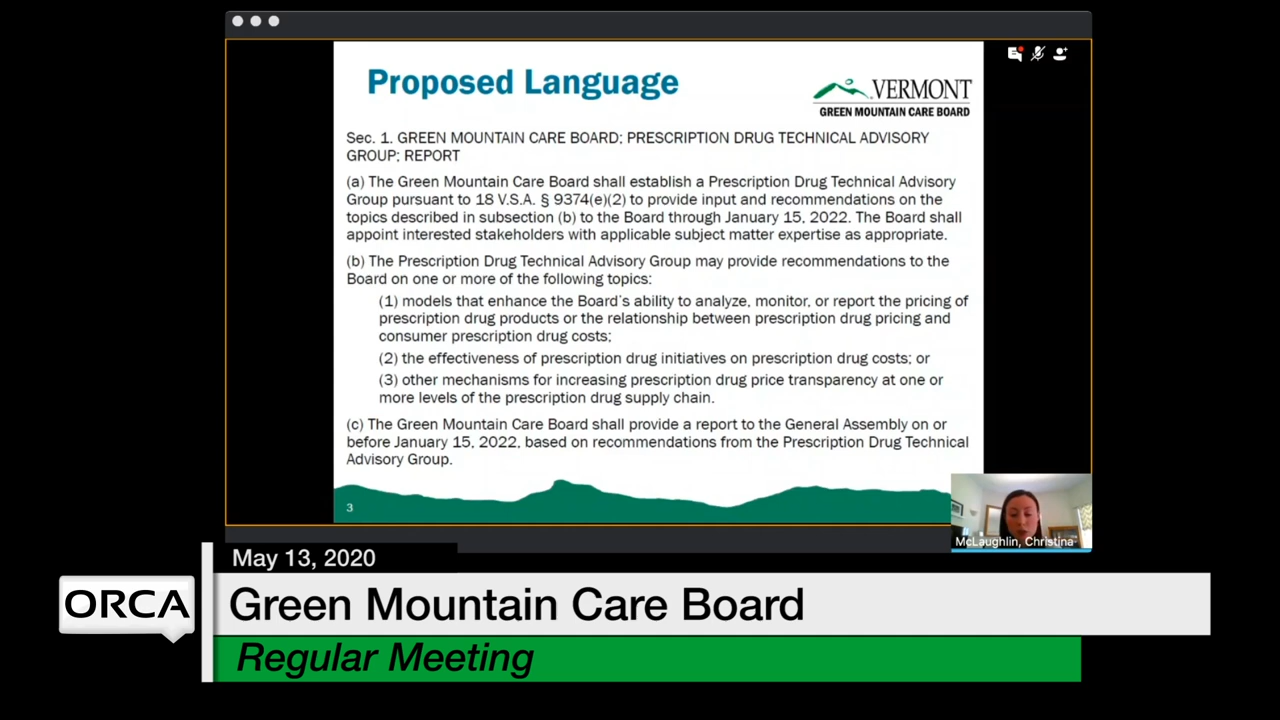 Proposed Language
VERMONT
GREEN MOUNTAIN CARE BOARD
Sec. 1. GREEN MOUNTAIN CARE BOARD; PRESCRIPTION DRUG TECHNICAL ADVISORY
GROUP; REPORT
(a) The Green Mountain Care Board shall establish a Prescription Drug Technical Advisory
Group pursuant to 18 V.S.A. § 9374(e)(2) to provide input and recommendations on the
topics described in subsection (b) to the Board through January 15, 2022. The Board shall
appoint interested stakeholders with applicable subject matter expertise as appropriate.
(b) The Prescription Drug Technical Advisory Group may provide recommendations to the
Board on one or more of the following topics:
(1) models that enhance the Board's ability to analyze, monitor, or report the pricing of
prescription drug products or the relationship between prescription drug pricing and
consumer prescription drug costs;
(2) the effectiveness of prescription drug initiatives on prescription drug costs; or
(3) other mechanisms for increasing prescription drug price transparency at one or
more levels of the prescription drug supply chain.
(c) The Green Mountain Care Board shall provide a report to the General Assembly on or
before January 15, 2022, based on recommendations from the Prescription Drug Technical
Advisory Group.
3
McLaughlin, Christina
May 13, 2020
ORCA
Green Mountain Care Board
Regular Meeting